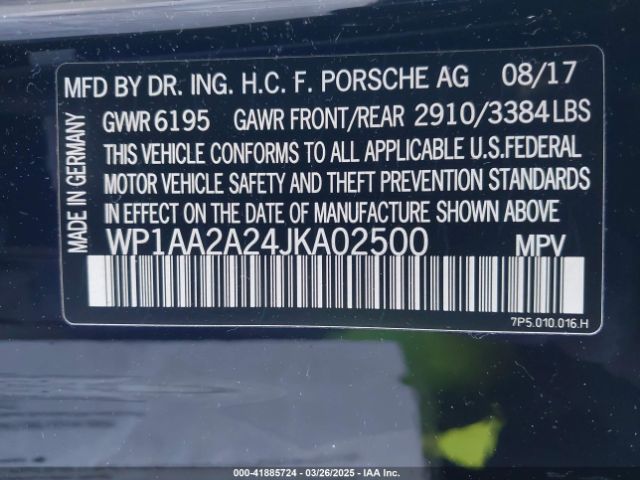 MADE IN GERMANY
MFD BY DR. ING. H.C. F. PORSCHE AG 08/17
GVWR 6195 GAWR FRONT/REAR 2910/3384 LBS
THIS VEHICLE CONFORMS TO ALL APPLICABLE U.S.FEDERAL
MOTOR VEHICLE SAFETY AND THEFT PREVENTION STANDARDS
IN EFFECT ON THE DATE OF MANUFACTURE SHOWN ABOVE.
WP1AA2A24JKA02500 MPV
7P5.010.016.H
000-41885724 - 03/26/2025 - IAA Inc.